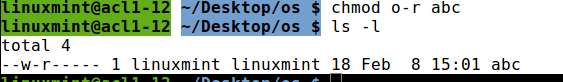 linuxmint@acl1-12 ~/Desktop/os $ chmod o-r abc
linuxmint@acl1-12 ~/Desktop/os $ ls -l
total 4
--w-r----- 1 linuxmint linuxmint 18 Feb  8 15:01 abc
linuxmint@acl1-12 ~/Desktop/os $